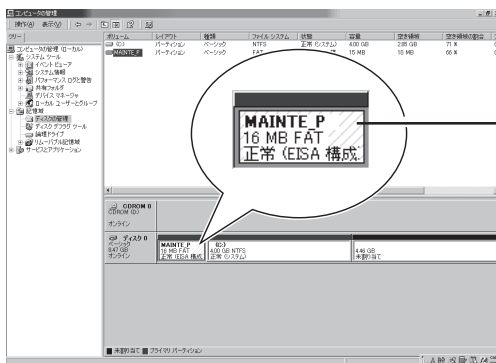 コンピュータの管理
操作(A) 表示(V)
ツリー
コンピュータの管理 (ローカル)
システム ツール
イベント ビューア
システム情報
パフォーマンス ログと警告
共有フォルダ
デバイス マネージャ
ローカル ユーザーとグループ
記憶域
ディスクの管理
ディスク デフラグ ツール
論理ドライブ
リムーバブル記憶域
サービスとアプリケーション
ボリューム レイアウト 種類 ファイル システム 状態 容量 空き領域 空き領域の割合
(C:) パーティション ベーシック NTFS 正常 (システム) 4.00 GB 2.85 GB 71 %
MAINTE_P パーティション ベーシック FAT 16 MB 10 MB 66 %
MAINTE_P
16 MB FAT
正常 (EISA 構成
CDROM 0
CDROM (D:)
オンライン
ディスク 0
ベーシック
8.47 GB
オンライン
MAINTE_P
16 MB FAT
正常 (EISA 構成
(C:)
4.00 GB NTFS
正常 (システム)
4.46 GB
未割り当て
未割り当て プライマリ パーティション